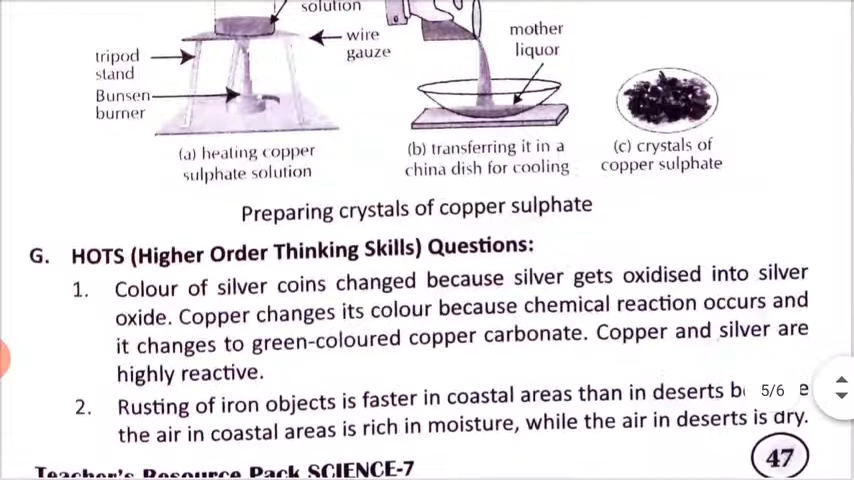 solution
wire
gauze
tripod
stand
Bunsen
burner
mother
liquor
(a) heating copper
sulphate solution
(b) transferring it in a
china dish for cooling
(c) crystals of
copper sulphate
Preparing crystals of copper sulphate
G. HOTS (Higher Order Thinking Skills) Questions:
1. Colour of silver coins changed because silver gets oxidised into silver
oxide. Copper changes its colour because chemical reaction occurs and
it changes to green-coloured copper carbonate. Copper and silver are
highly reactive.
2. Rusting of iron objects is faster in coastal areas than in deserts
the air in coastal areas is rich in moisture, while the air in deserts is dry.
5/6
Teacher's Resource Pack SCIENCE-7
47